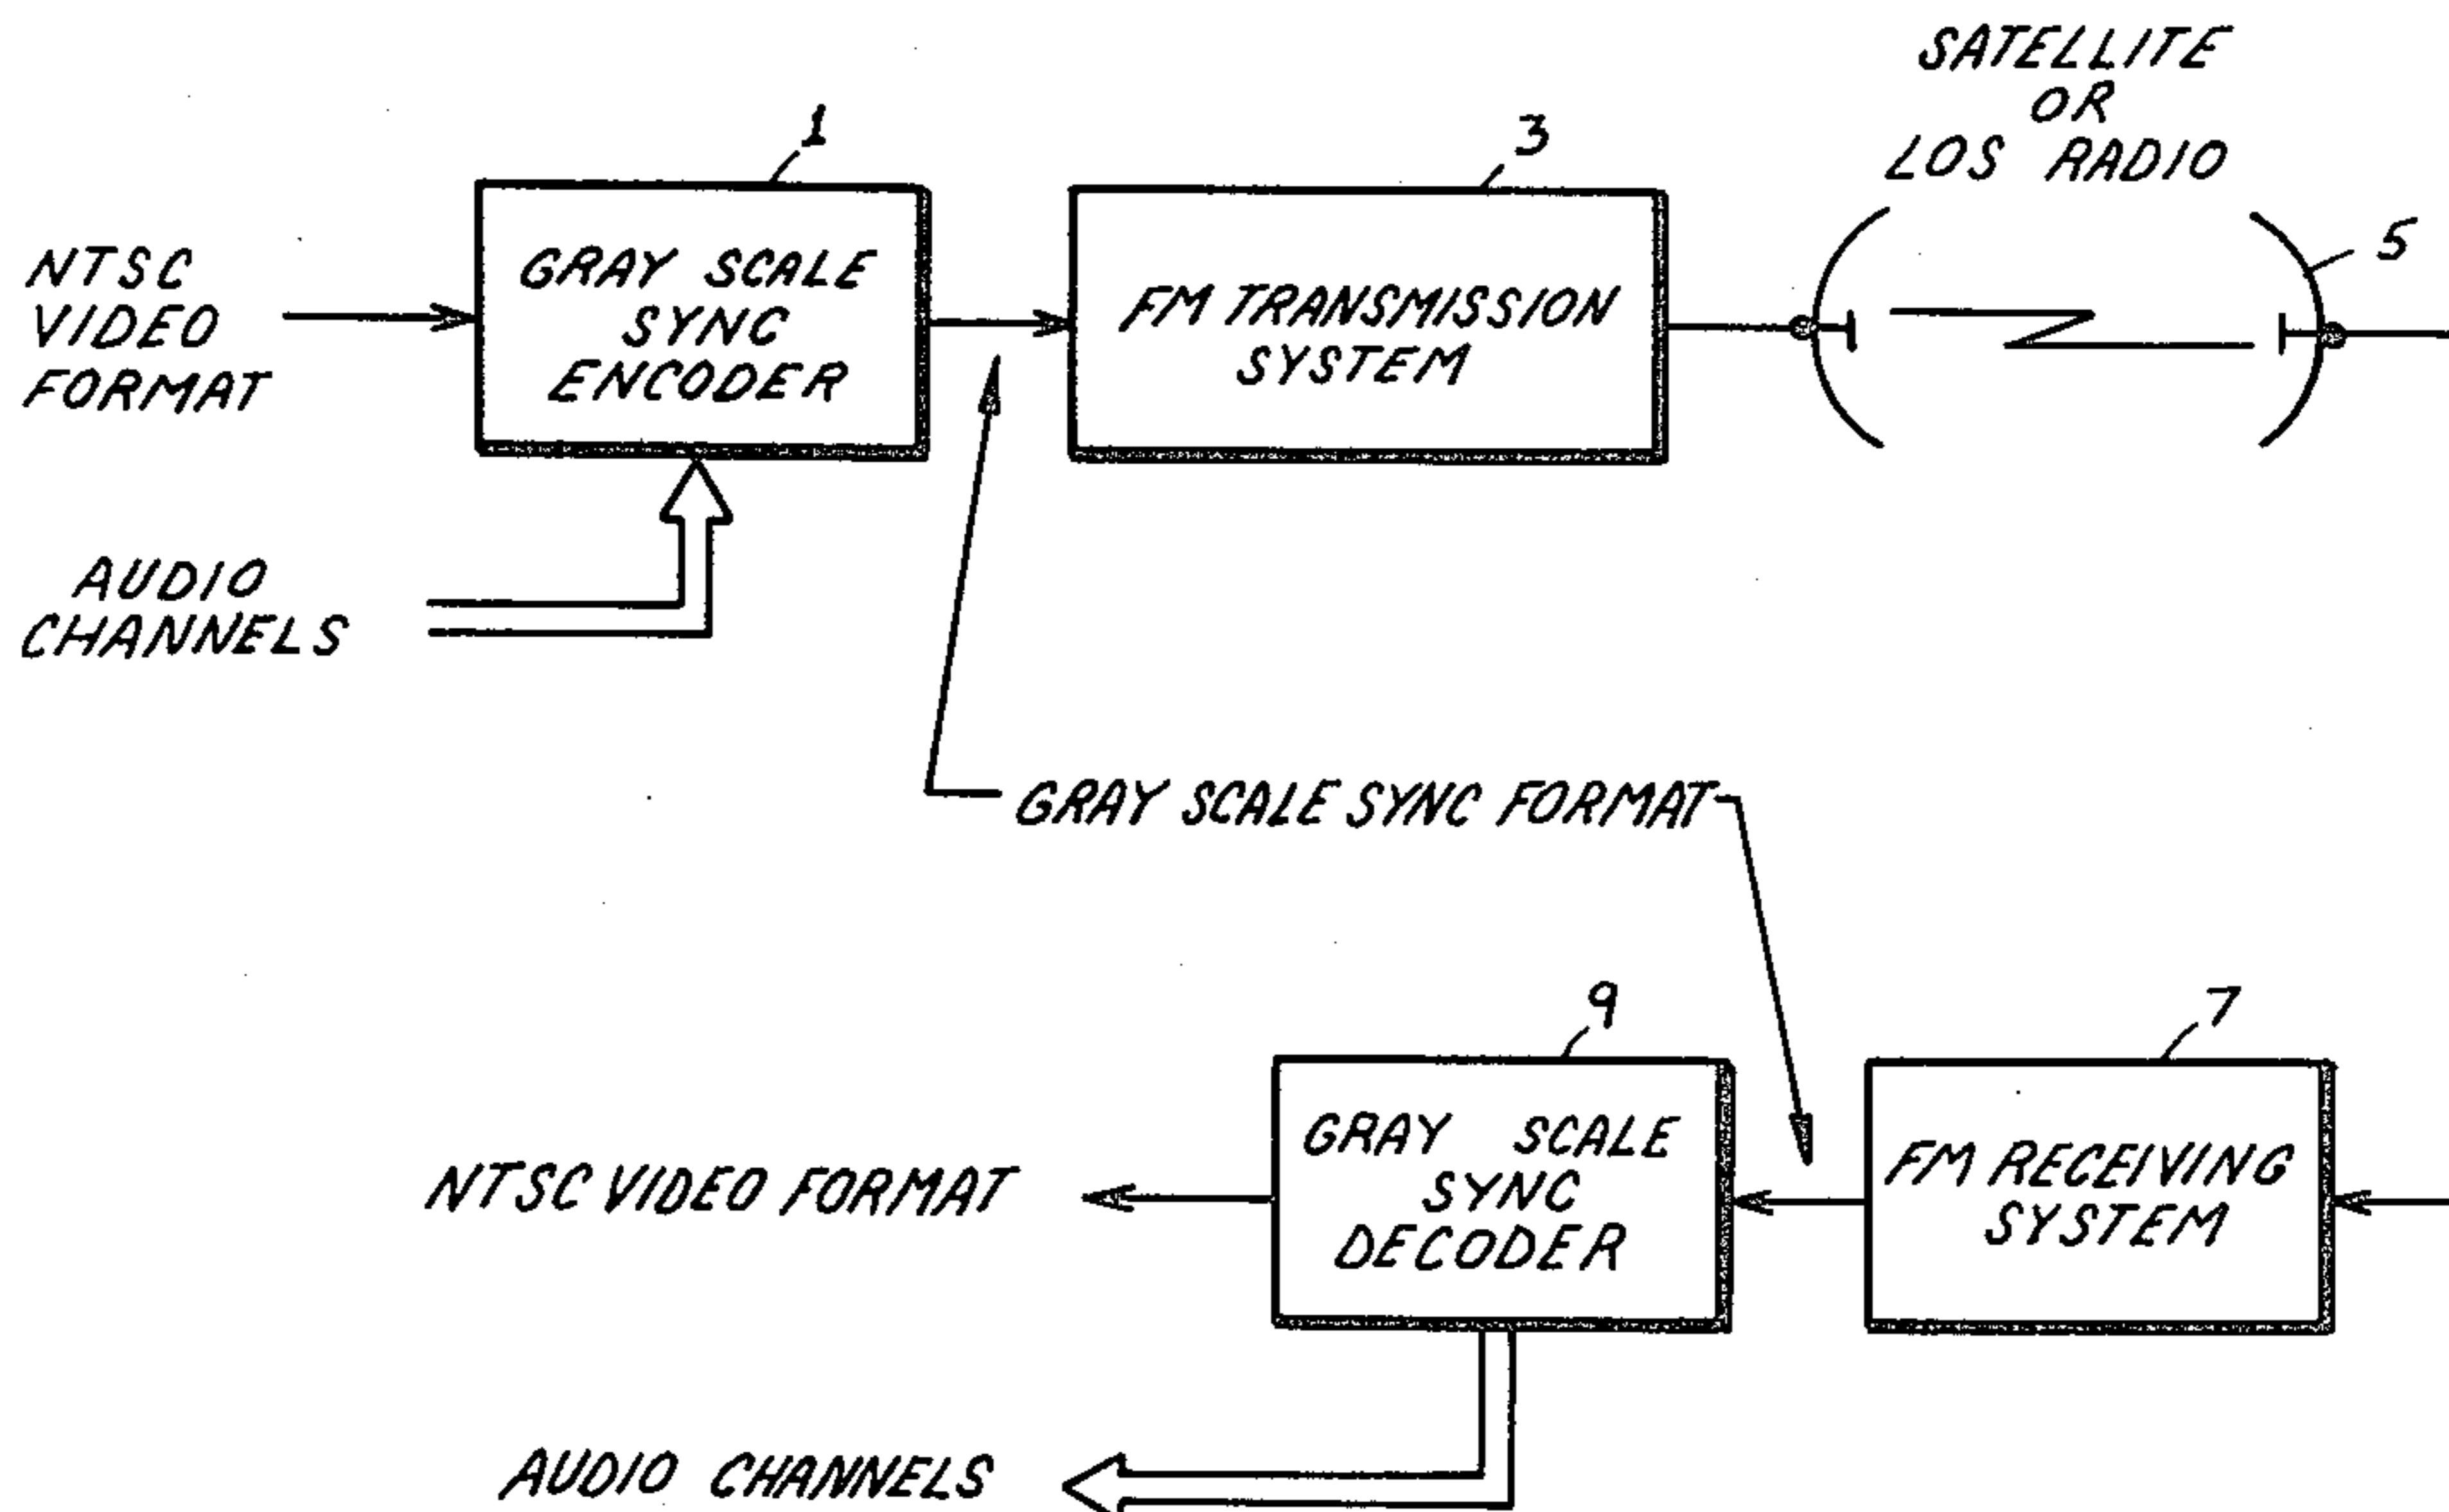 SATELLITE
OR
LOS RADIO
1
3
5
NTSC
VIDEO
FORMAT
GRAY SCALE
SYNC
ENCODER
FM TRANSMISSION
SYSTEM
AUDIO
CHANNELS
GRAY SCALE SYNC FORMAT
9
7
NTSC VIDEO FORMAT
GRAY SCALE
SYNC
DECODER
FM RECEIVING
SYSTEM
AUDIO CHANNELS